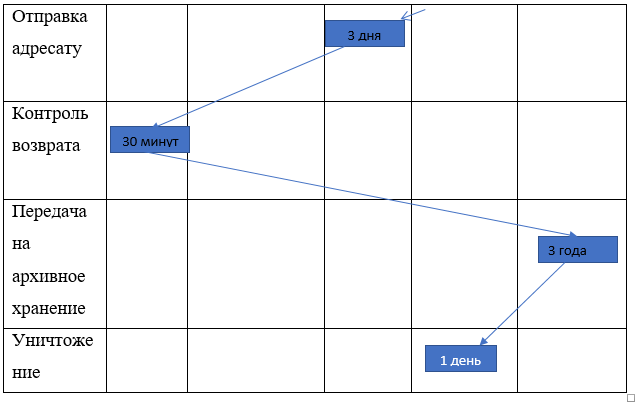 Отправка
адресату
3 дня
Контроль
возврата
30 минут
Передача
на
архивное
хранение
3 года
Уничтоже
ние
1 день